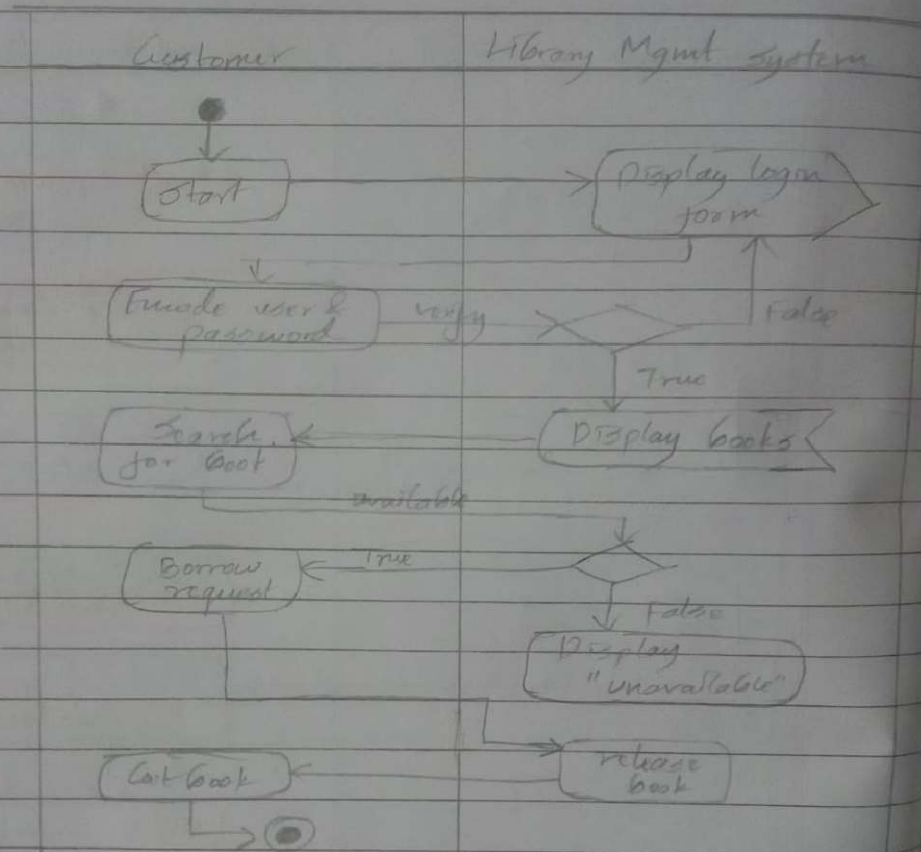 Customer
Library Mgmt System
Start
Display login
form
Encode user &
password
verify
False
True
Search
for book
Display books
available
True
Borrow
request
False
Display
"unavailable"
release
book
book